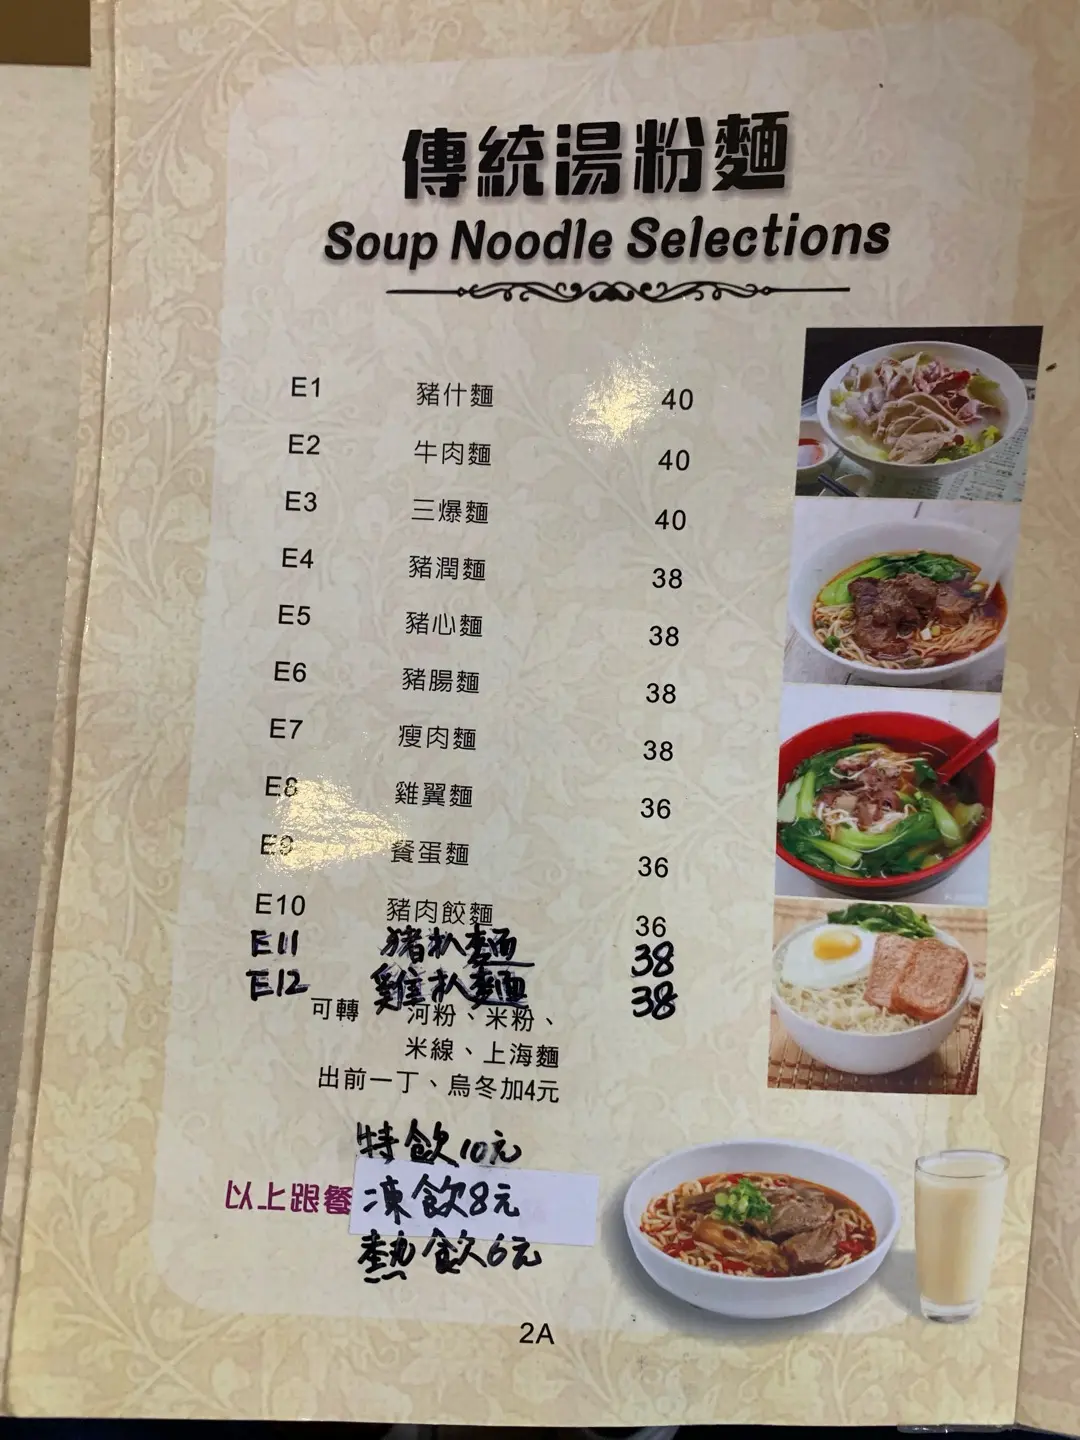 傳統湯粉麵
Soup Noodle Selections
E1 豬什麵 40
E2 牛肉麵 40
E3 三爆麵 40
E4 豬潤麵 38
E5 豬心麵 38
E6 豬腸麵 38
E7 瘦肉麵 38
E8 雞翼麵 36
E9 餐蛋麵 36
E10 豬肉餃麵 36
E11 豬扒麵 38
E12 雞扒麵 38
可轉 河粉、米粉、
米線、上海麵
出前一丁、烏冬加4元
特飲10元
以上跟餐 凍飲8元
熱飲6元
2A